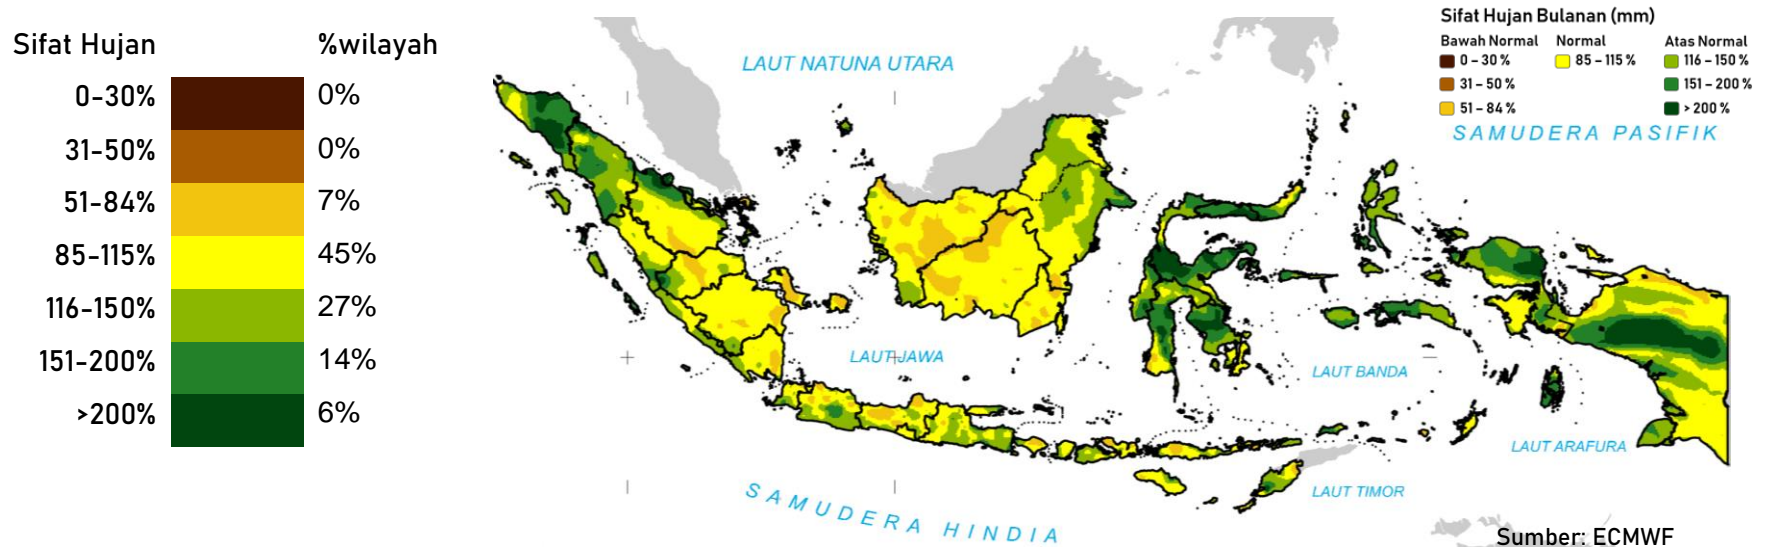 Sifat Hujan %wilayah
0-30% 0%
31-50% 0%
51-84% 7%
85-115% 45%
116-150% 27%
151-200% 14%
>200% 6%
LAUT NATUNA UTARA
Sifat Hujan Bulanan (mm)
Bawah Normal Normal Atas Normal
0 – 30 % 85 – 115 % 116 – 150 %
31 – 50 % 151 – 200 %
51 – 84 % > 200 %
SAMUDERA PASIFIK
LAUT JAWA
LAUT BANDA
LAUT ARAFURA
LAUT TIMOR
SAMUDERA HINDIA
Sumber: ECMWF